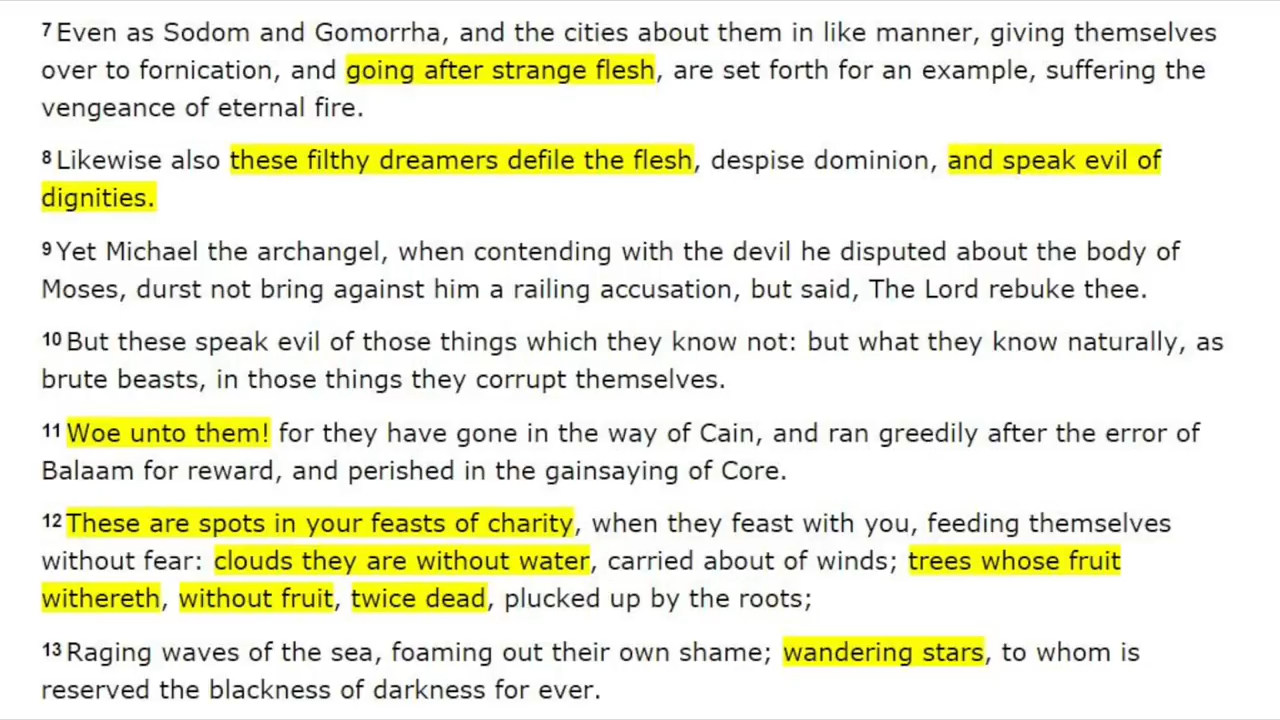 7 Even as Sodom and Gomorrha, and the cities about them in like manner, giving themselves
over to fornication, and going after strange flesh, are set forth for an example, suffering the
vengeance of eternal fire.
8 Likewise also these filthy dreamers defile the flesh, despise dominion, and speak evil of
dignities.
9 Yet Michael the archangel, when contending with the devil he disputed about the body of
Moses, durst not bring against him a railing accusation, but said, The Lord rebuke thee.
10 But these speak evil of those things which they know not: but what they know naturally, as
brute beasts, in those things they corrupt themselves.
11 Woe unto them! for they have gone in the way of Cain, and ran greedily after the error of
Balaam for reward, and perished in the gainsaying of Core.
12 These are spots in your feasts of charity, when they feast with you, feeding themselves
without fear: clouds they are without water, carried about of winds; trees whose fruit
withereth, without fruit, twice dead, plucked up by the roots;
13 Raging waves of the sea, foaming out their own shame; wandering stars, to whom is
reserved the blackness of darkness for ever.